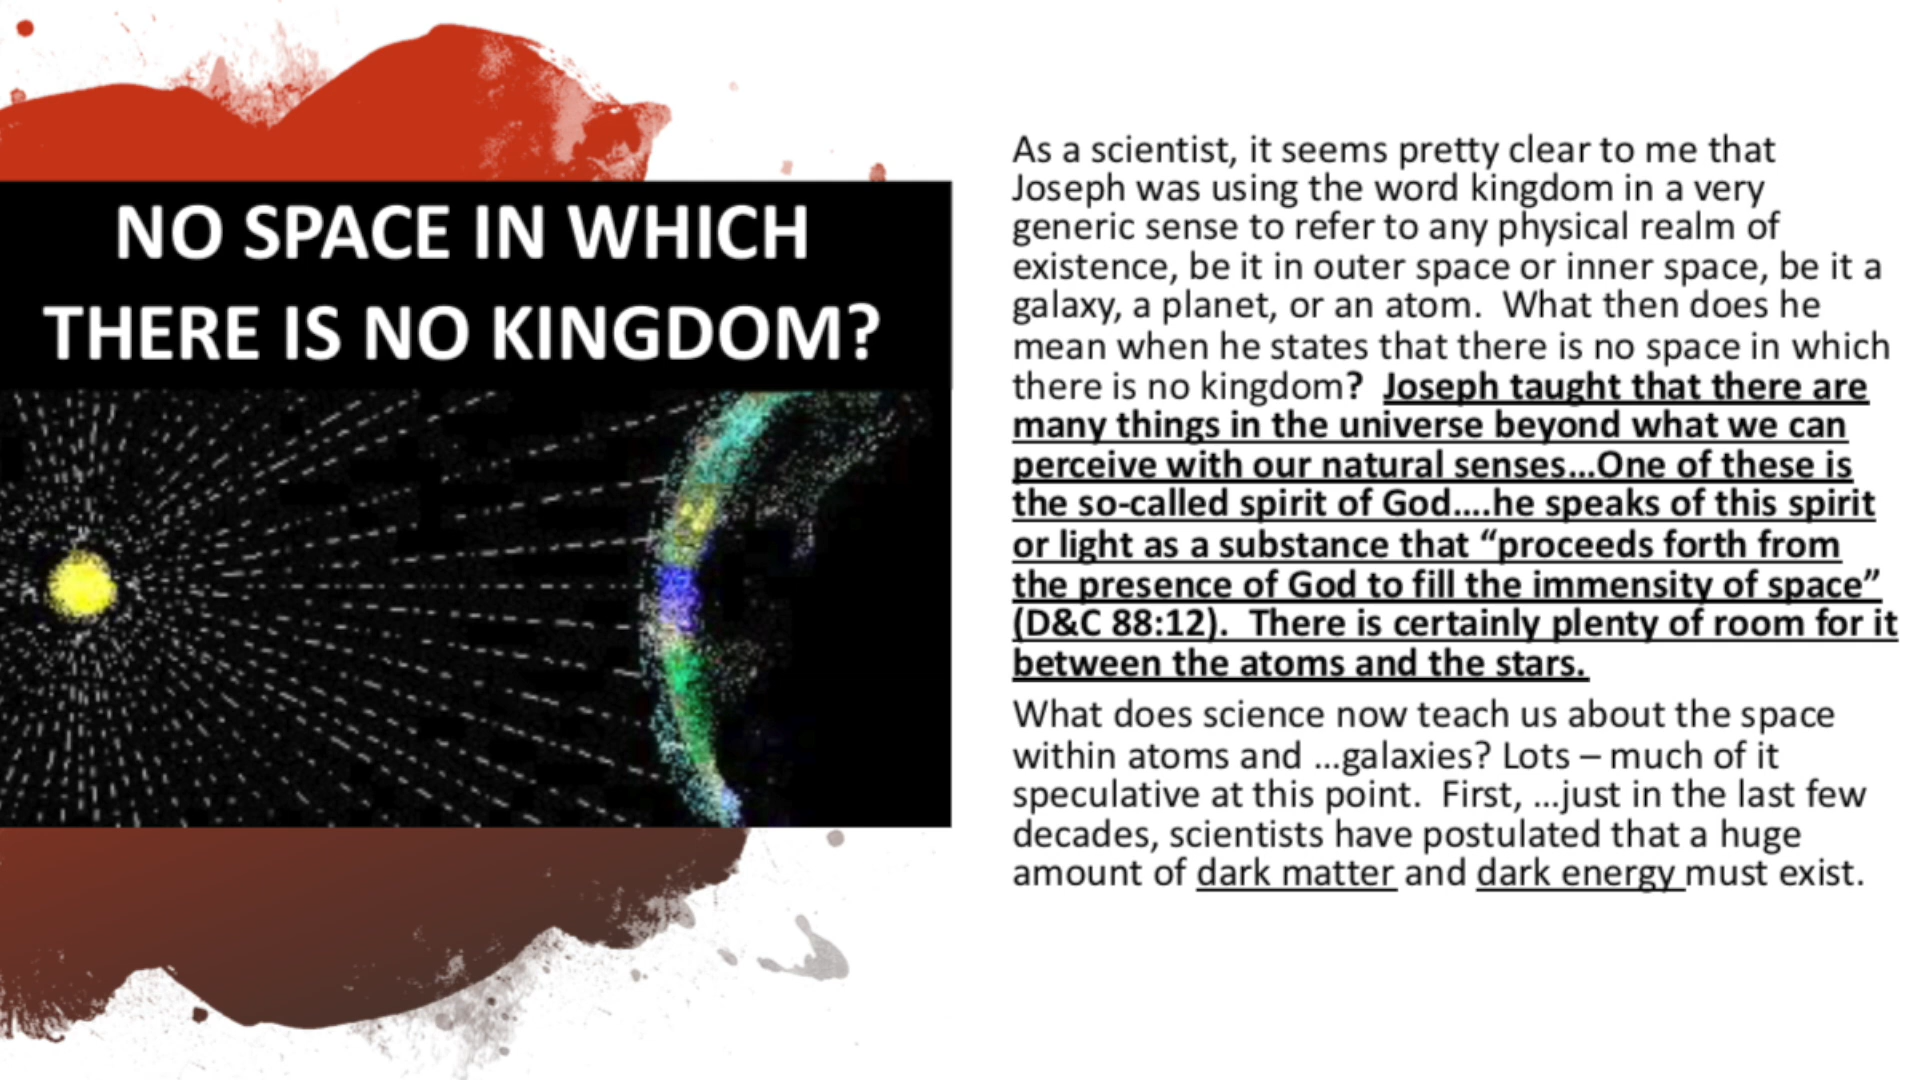 NO SPACE IN WHICH
THERE IS NO KINGDOM?
As a scientist, it seems pretty clear to me that
Joseph was using the word kingdom in a very
generic sense to refer to any physical realm of
existence, be it in outer space or inner space, be it a
galaxy, a planet, or an atom.  What then does he
mean when he states that there is no space in which
there is no kingdom?  Joseph taught that there are
many things in the universe beyond what we can
perceive with our natural senses…One of these is
the so-called spirit of God….he speaks of this spirit
or light as a substance that “proceeds forth from
the presence of God to fill the immensity of space”
(D&C 88:12).  There is certainly plenty of room for it
between the atoms and the stars.
What does science now teach us about the space
within atoms and …galaxies? Lots – much of it
speculative at this point.  First, …just in the last few
decades, scientists have postulated that a huge
amount of dark matter and dark energy must exist.